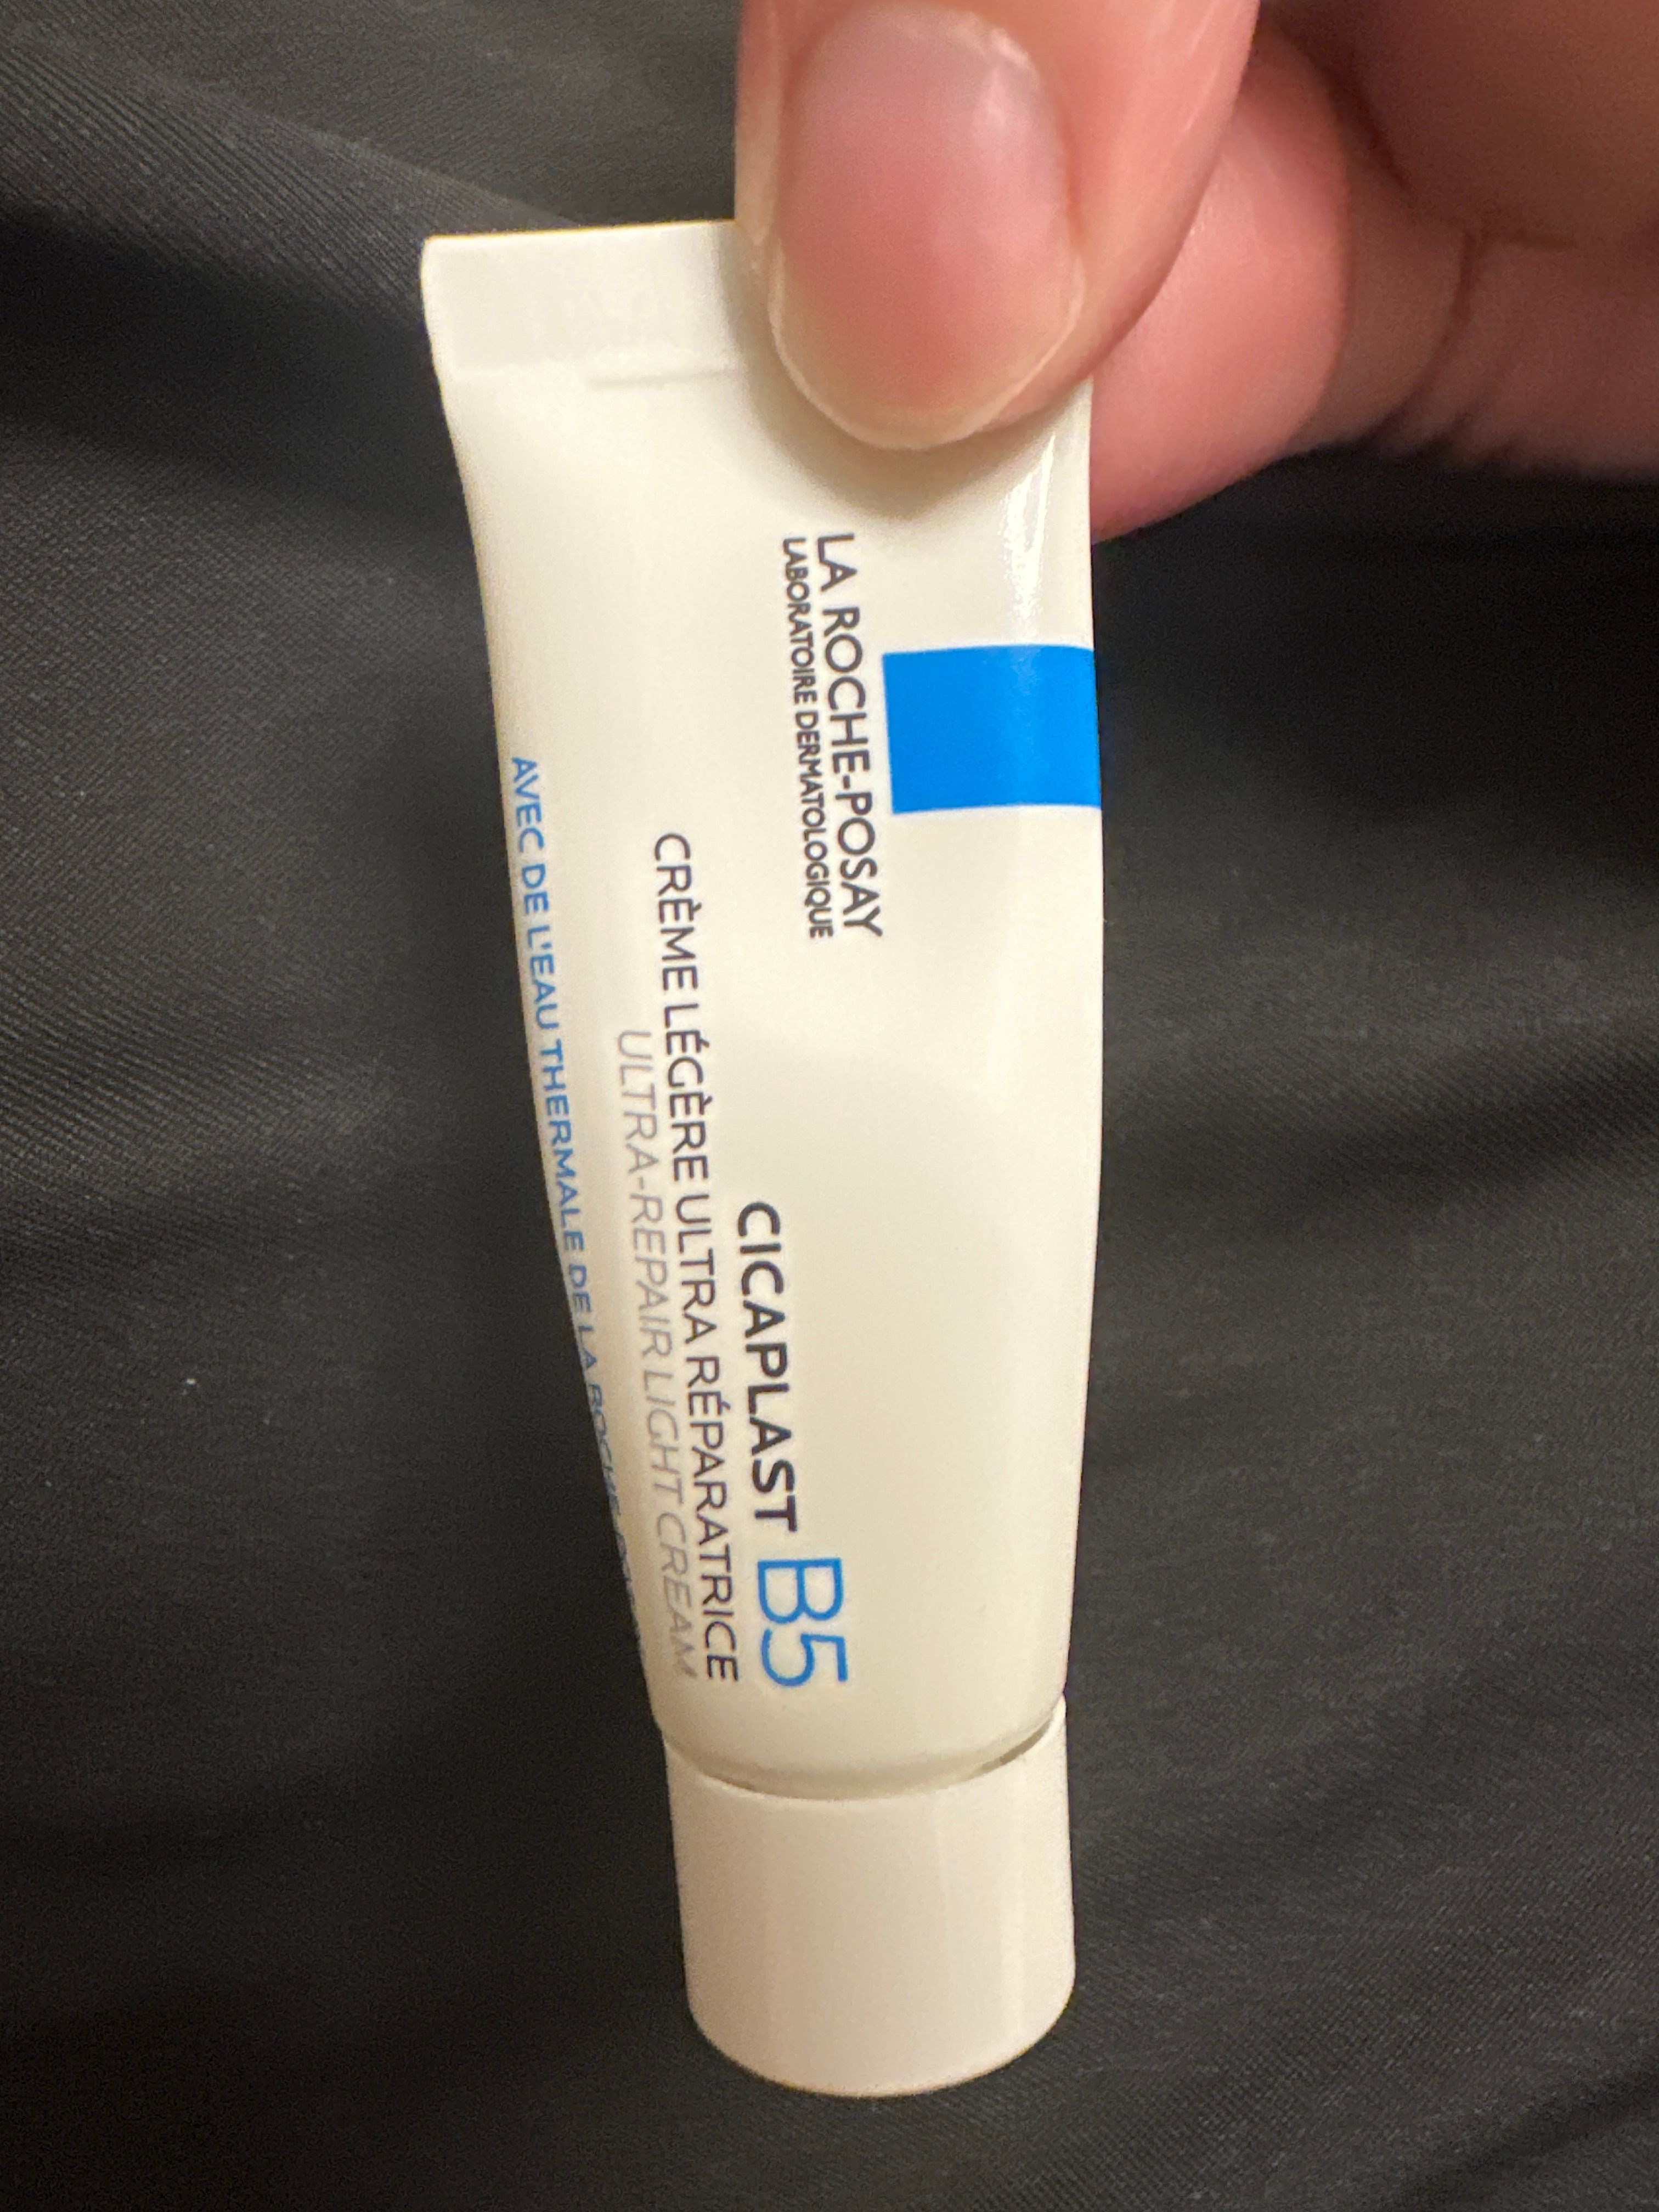 LA ROCHE-POSAY
LABORATOIRE DERMATOLOGIQUE
CICAPLAST B5
CRÈME LÉGÈRE ULTRA RÉPARATRICE
ULTRA-REPAIR LIGHT CREAM
AVEC DE L'EAU THERMALE DE LA ROCHE